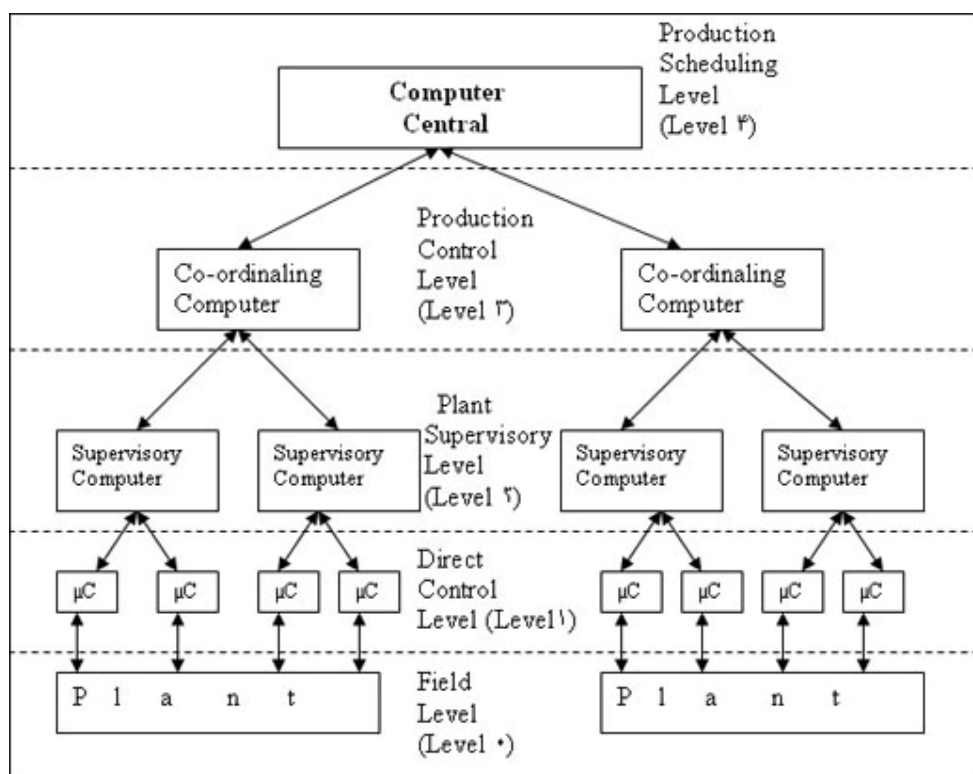 Production
Scheduling
Level
(Level ۴)
Computer
Central
Production
Control
Level
(Level ۳)
Co-ordinaling
Computer
Co-ordinaling
Computer
Plant
Supervisory
Level
(Level ۲)
Supervisory
Computer
Supervisory
Computer
Supervisory
Computer
Supervisory
Computer
Direct
Control
Level (Level۱)
µC
µC
µC
µC
µC
µC
µC
µC
Field
Level
(Level ۰)
P l a n t
P l a n t